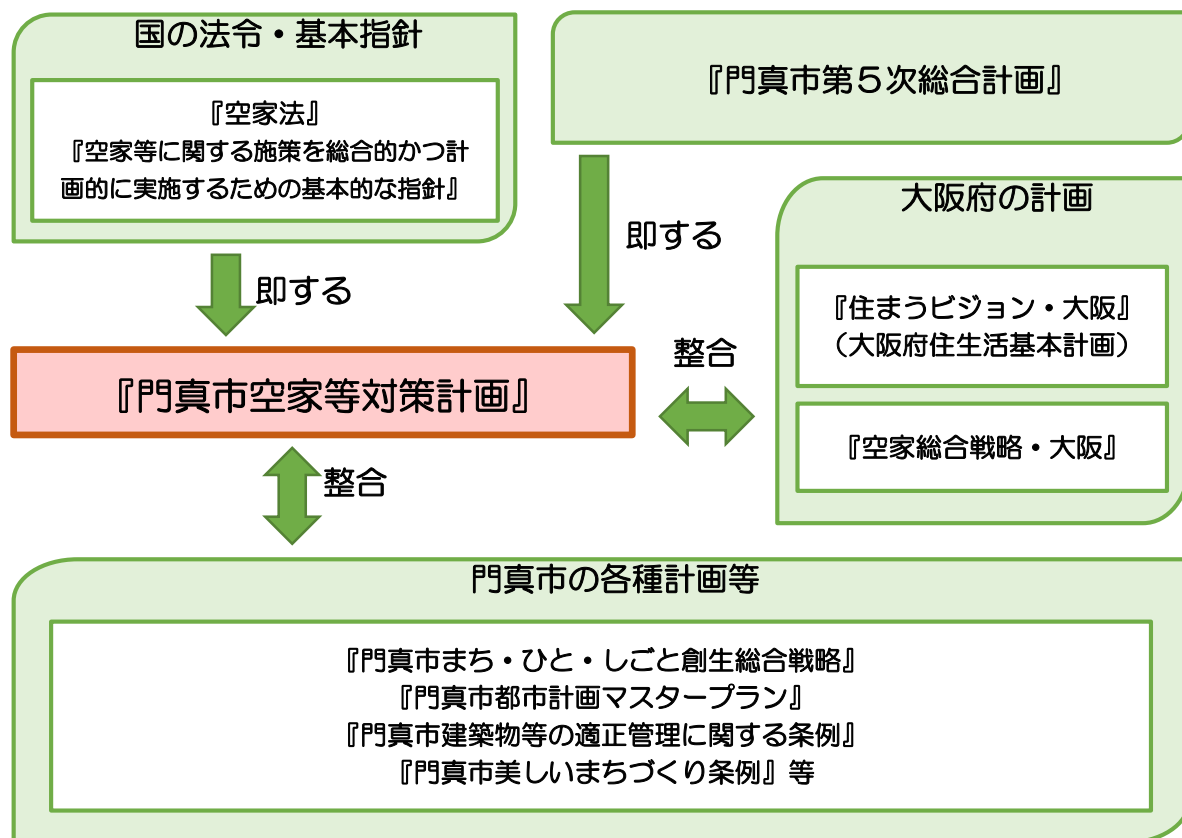 国の法令・基本指針
『空家法』
『空家等に関する施策を総合的かつ計
画的に実施するための基本的な指針』
『門真市第5次総合計画』
即する
即する
大阪府の計画
『住まうビジョン・大阪』
(大阪府住生活基本計画)
『空家総合戦略・大阪』
整合
『門真市空家等対策計画』
整合
門真市の各種計画等
『門真市まち・ひと・しごと創生総合戦略』
『門真市都市計画マスタープラン』
『門真市建築物等の適正管理に関する条例』
『門真市美しいまちづくり条例』等